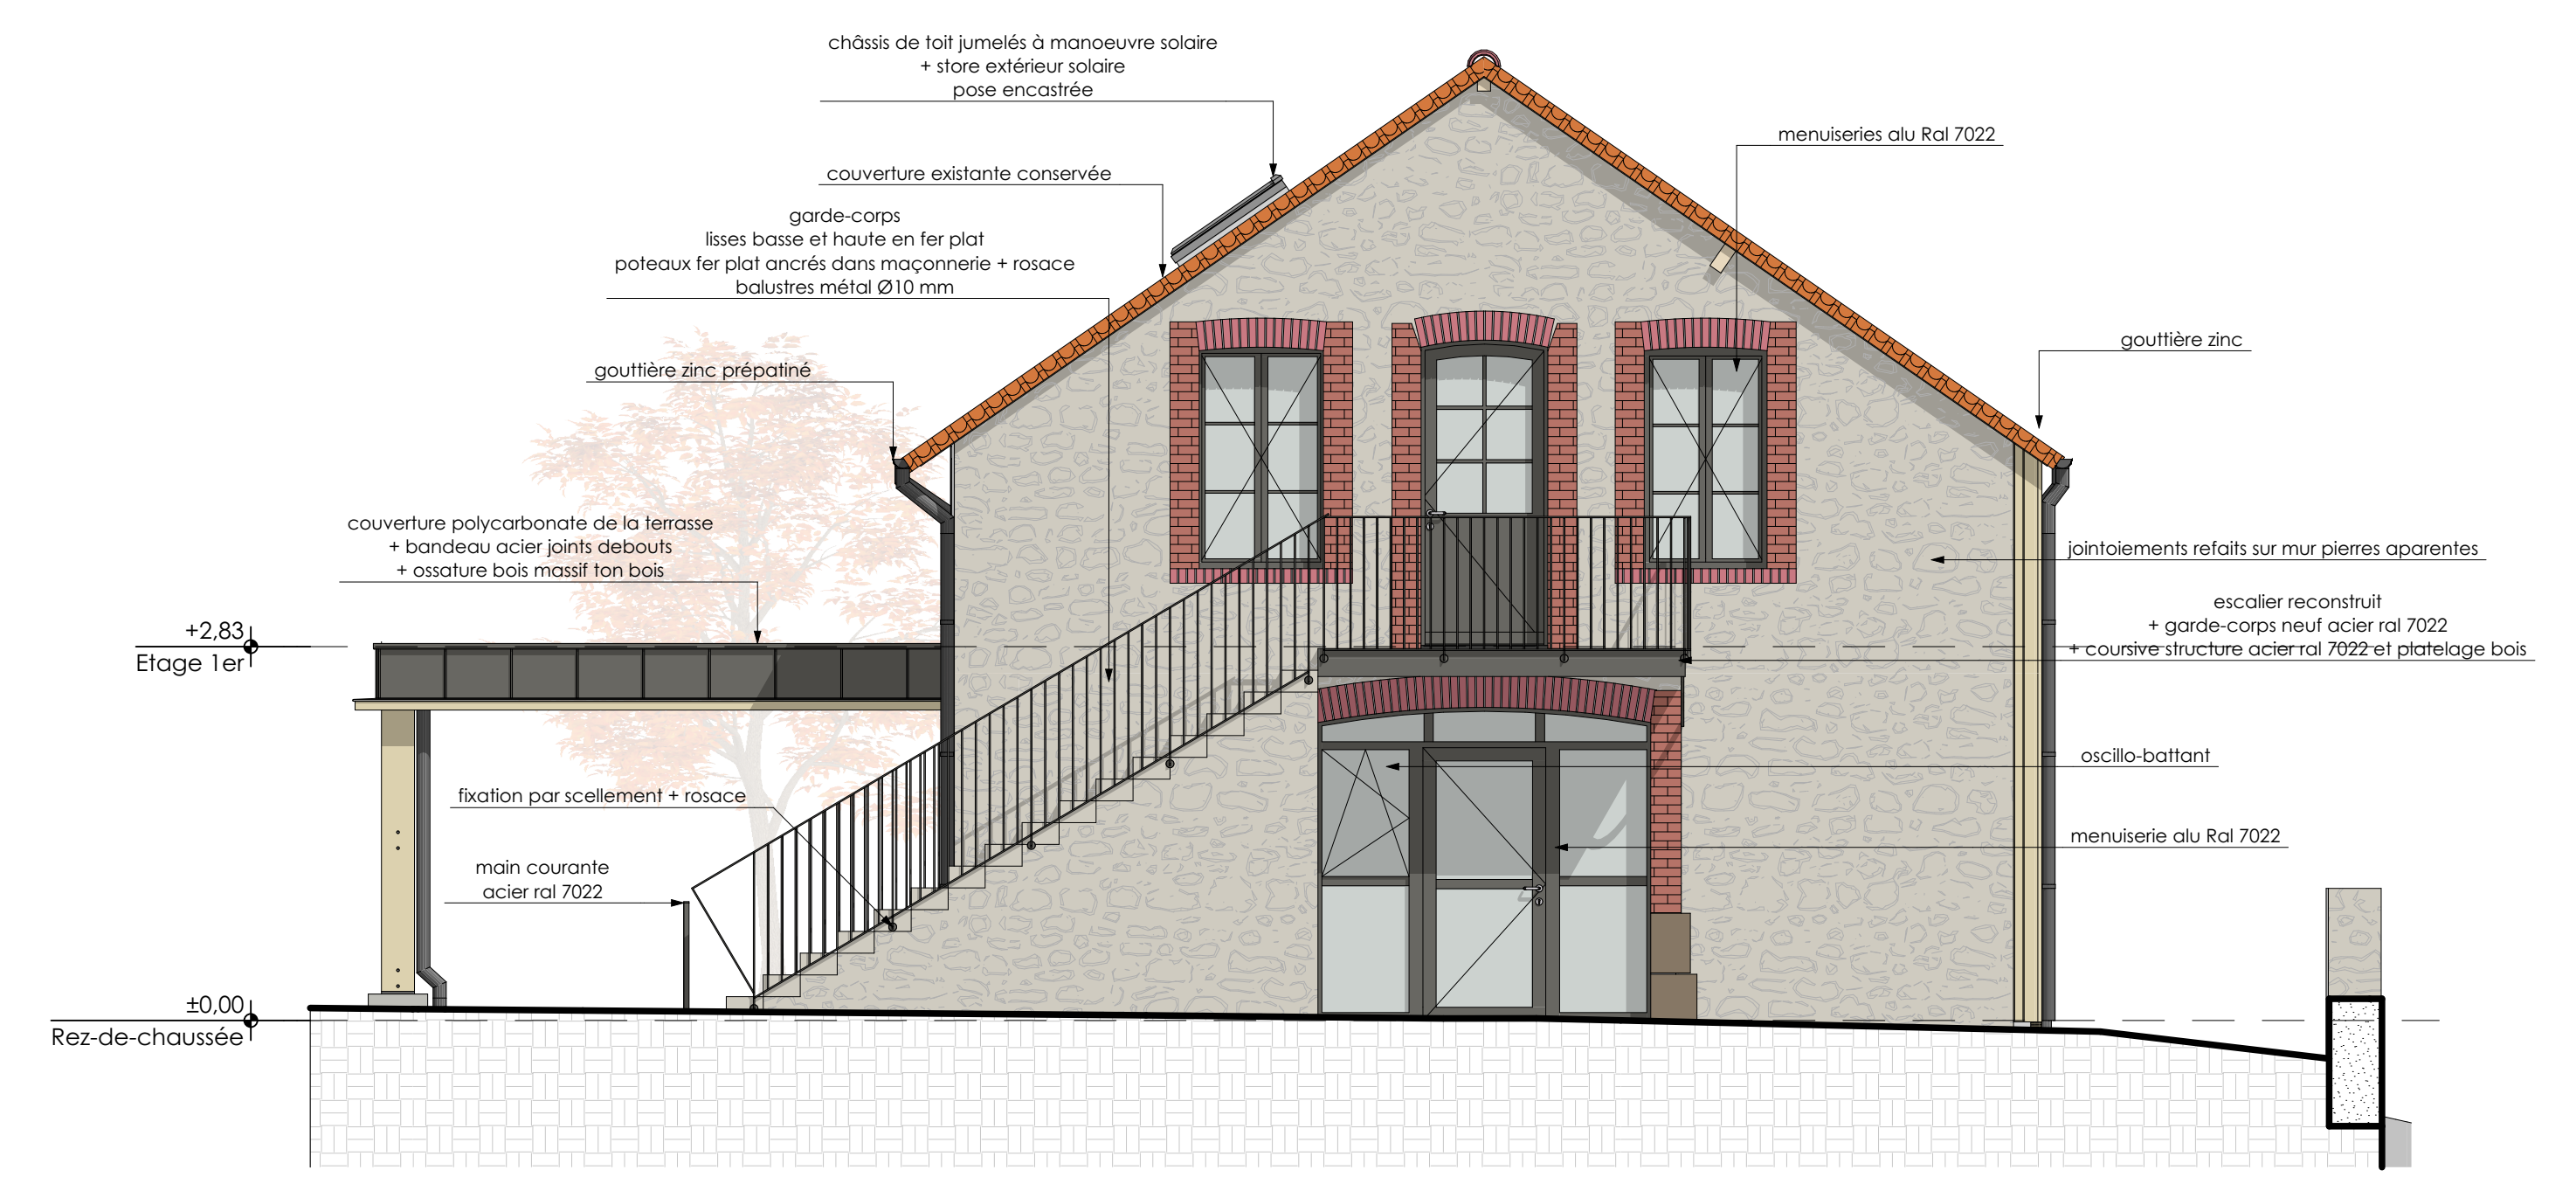 châssis de toit jumelés à manoeuvre solaire
+ store extérieur solaire
pose encastrée
couverture existante conservée
garde-corps
lisses basse et haute en fer plat
poteaux fer plat ancrés dans maçonnerie + rosace
balustres métal Ø10 mm
gouttière zinc prépatiné
couverture polycarbonate de la terrasse
+ bandeau acier joints debouts
+ ossature bois massif ton bois
+2,83
Etage 1er
fixation par scellement + rosace
main courante
acier ral 7022
±0,00
Rez-de-chaussée
menuiseries alu Ral 7022
gouttière zinc
jointoiements refaits sur mur pierres aparentes
escalier reconstruit
+ garde-corps neuf acier ral 7022
+ coursive structure acier ral 7022 et platelage bois
oscillo-battant
menuiserie alu Ral 7022